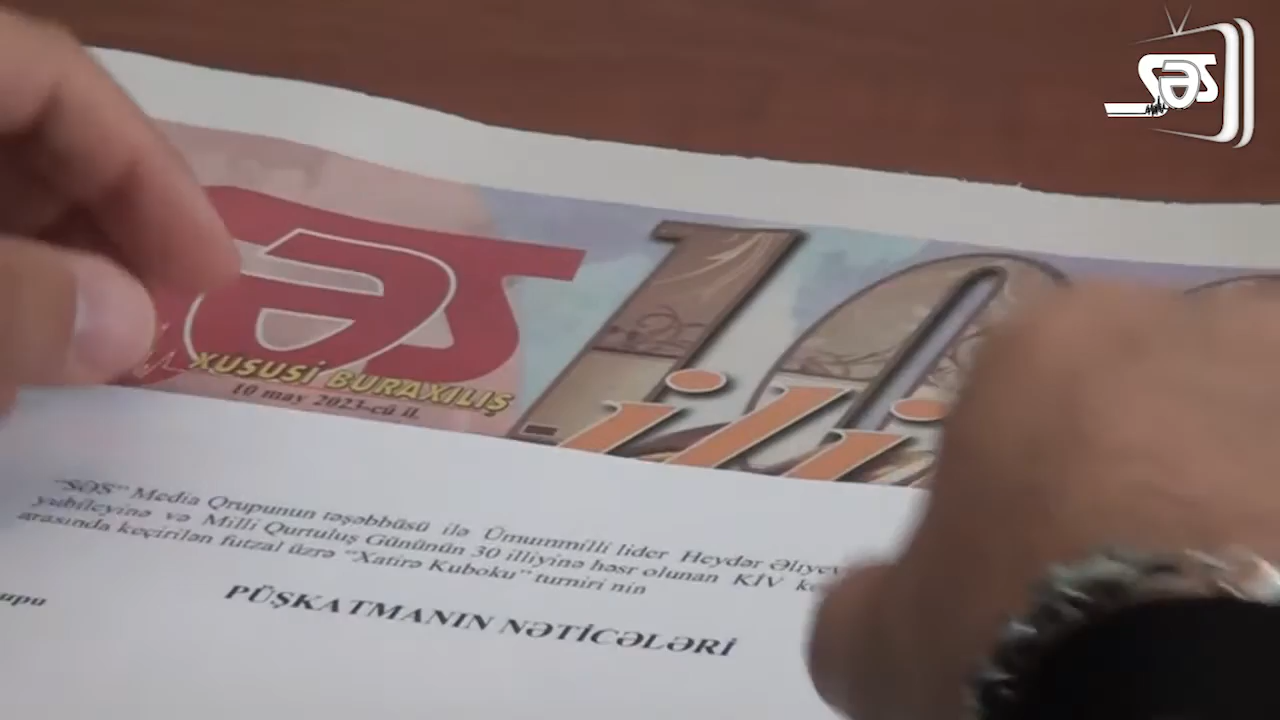 SƏS
ƏS
XÜSUSİ BURAXILIŞ
10 may 2023-cü il.
10
illi
"SƏS" Media Qrupunun təşəbbüsü ilə Ümummilli lider Heydər Əliyev
yubileyinə və Milli Qurtuluş Gününün 30 illiyinə həsr olunan KİV
arasında keçirilən futzal üzrə "Xatirə Kuboku" turniri nin
PÜŞKATMANIN NƏTİCƏLƏRİ